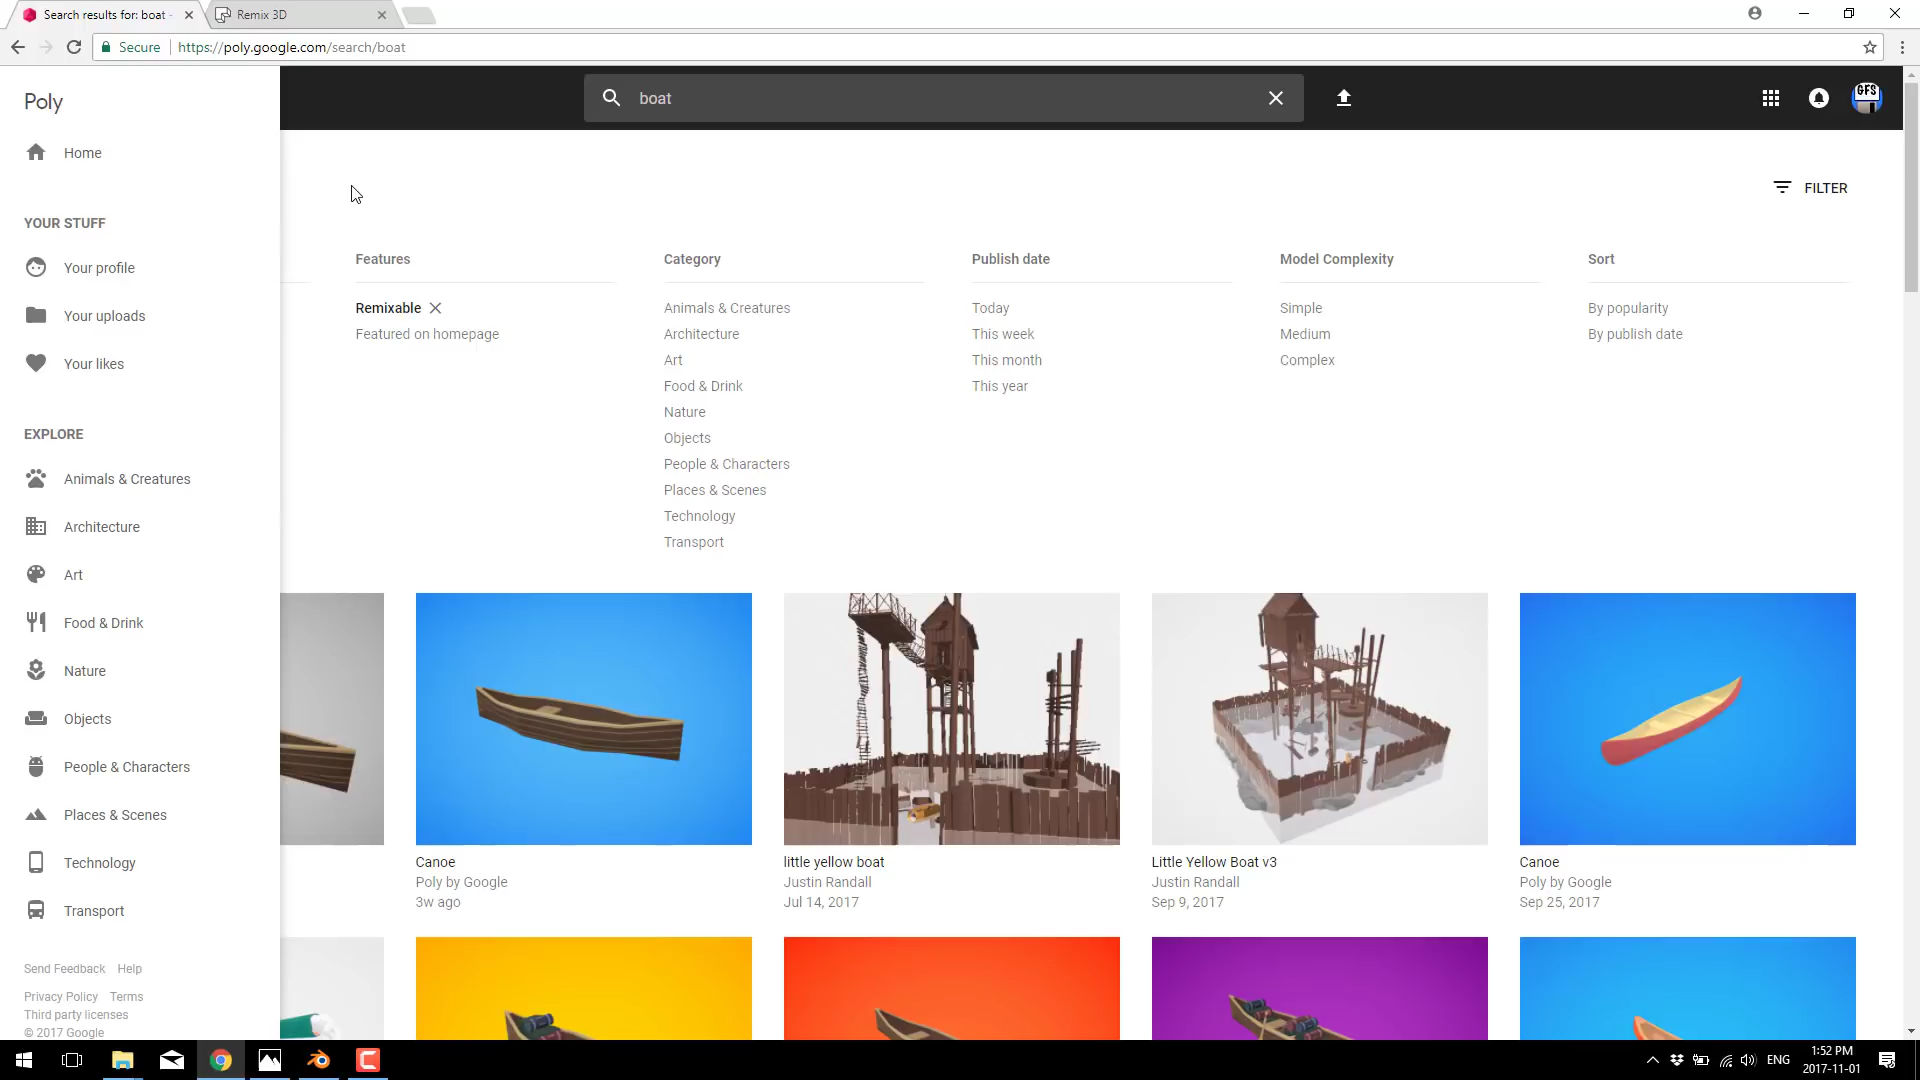 Search results for: boat -
Remix 3D
Secure
https://poly.google.com/search/boat
Poly
boat
GFS
Home
FILTER
YOUR STUFF
Your profile
Your uploads
Your likes
Features
Remixable
Featured on homepage
Category
Animals & Creatures
Architecture
Art
Food & Drink
Nature
Objects
People & Characters
Places & Scenes
Technology
Transport
Publish date
Today
This week
This month
This year
Model Complexity
Simple
Medium
Complex
Sort
By popularity
By publish date
EXPLORE
Animals & Creatures
Architecture
Art
Food & Drink
Nature
Objects
People & Characters
Places & Scenes
Technology
Transport
Canoe
Poly by Google
3w ago
little yellow boat
Justin Randall
Jul 14, 2017
Little Yellow Boat v3
Justin Randall
Sep 9, 2017
Canoe
Poly by Google
Sep 25, 2017
Send Feedback Help
Privacy Policy Terms
Third party licenses
© 2017 Google
ENG
1:52 PM
2017-11-01